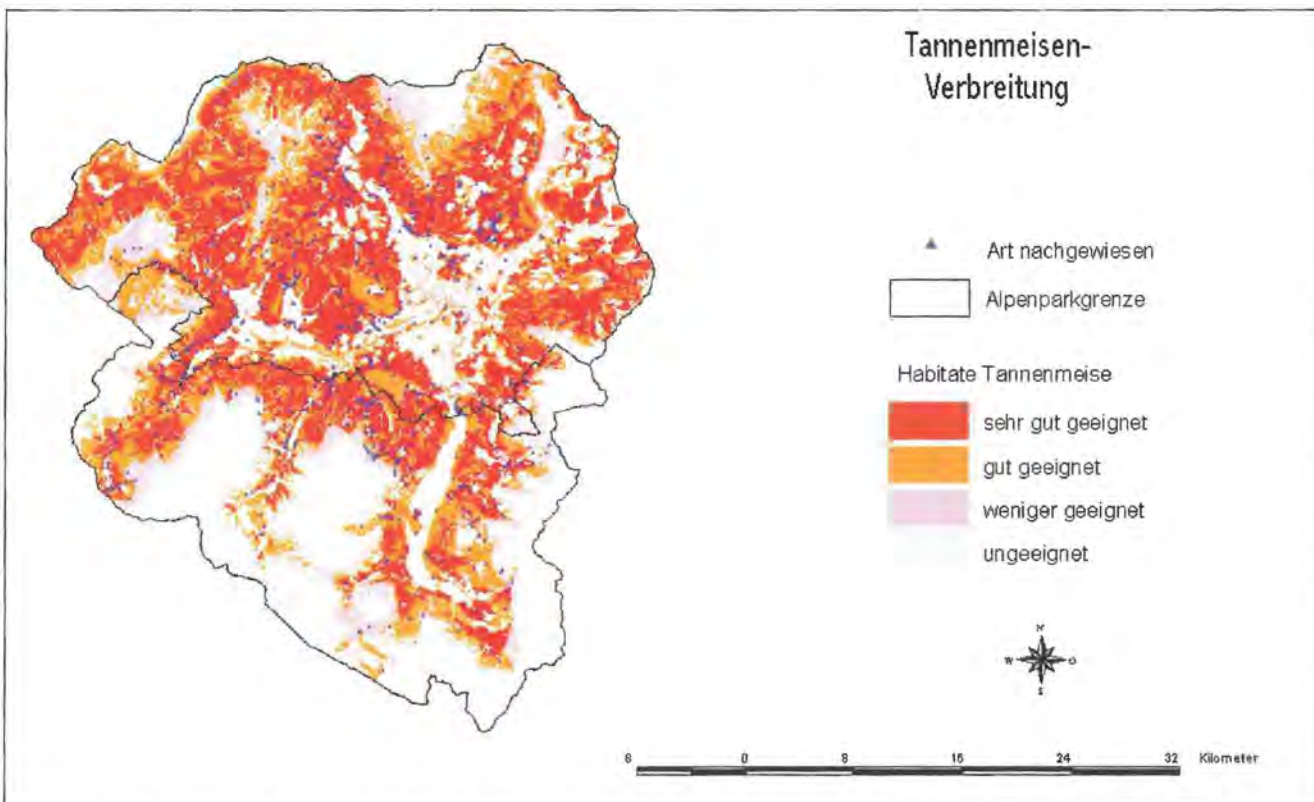 Tannenmeisen-
Verbreitung
Art nachgewiesen
Alpenparkgrenze
Habitate Tannenmeise
sehr gut geeignet
gut geeignet
weniger geeignet
ungeeignet
N
W O
S
8 0 8 16 24 32 Kilometer